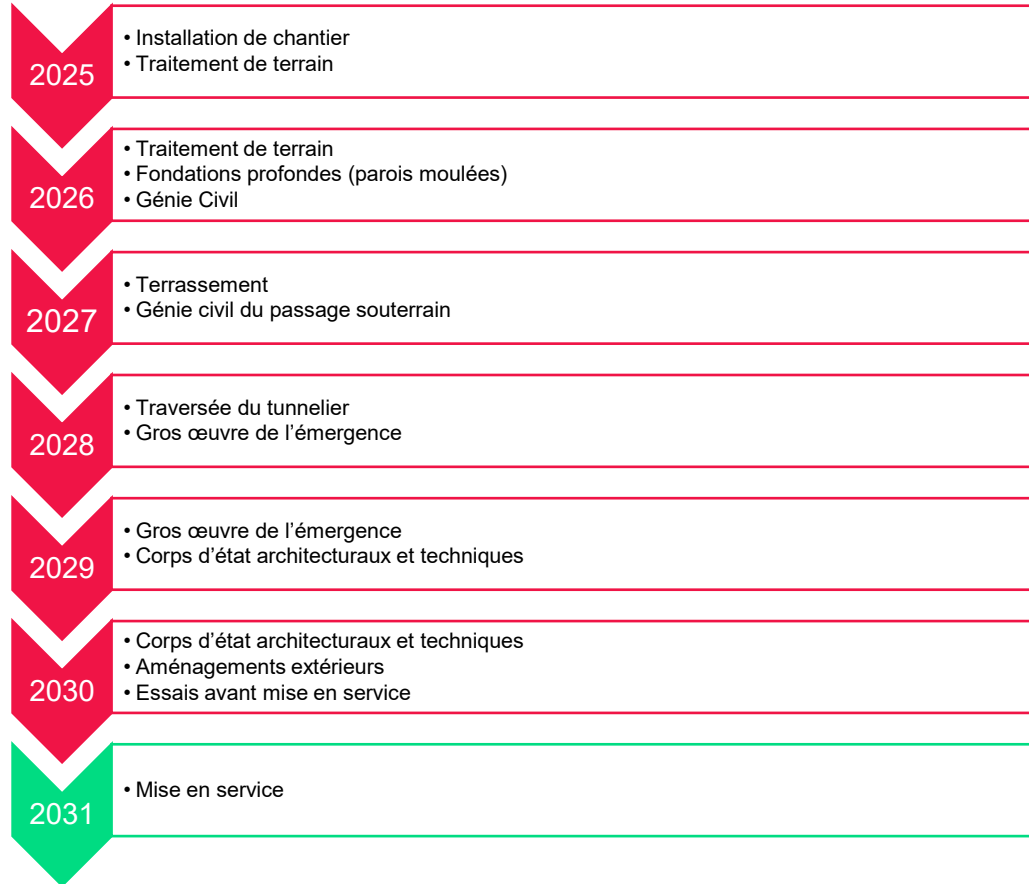 2025
• Installation de chantier
• Traitement de terrain
2026
• Traitement de terrain
• Fondations profondes (parois moulées)
• Génie Civil
2027
• Terrassement
• Génie civil du passage souterrain
2028
• Traversée du tunnelier
• Gros œuvre de l’émergence
2029
• Gros œuvre de l’émergence
• Corps d’état architecturaux et techniques
2030
• Corps d’état architecturaux et techniques
• Aménagements extérieurs
• Essais avant mise en service
2031
• Mise en service